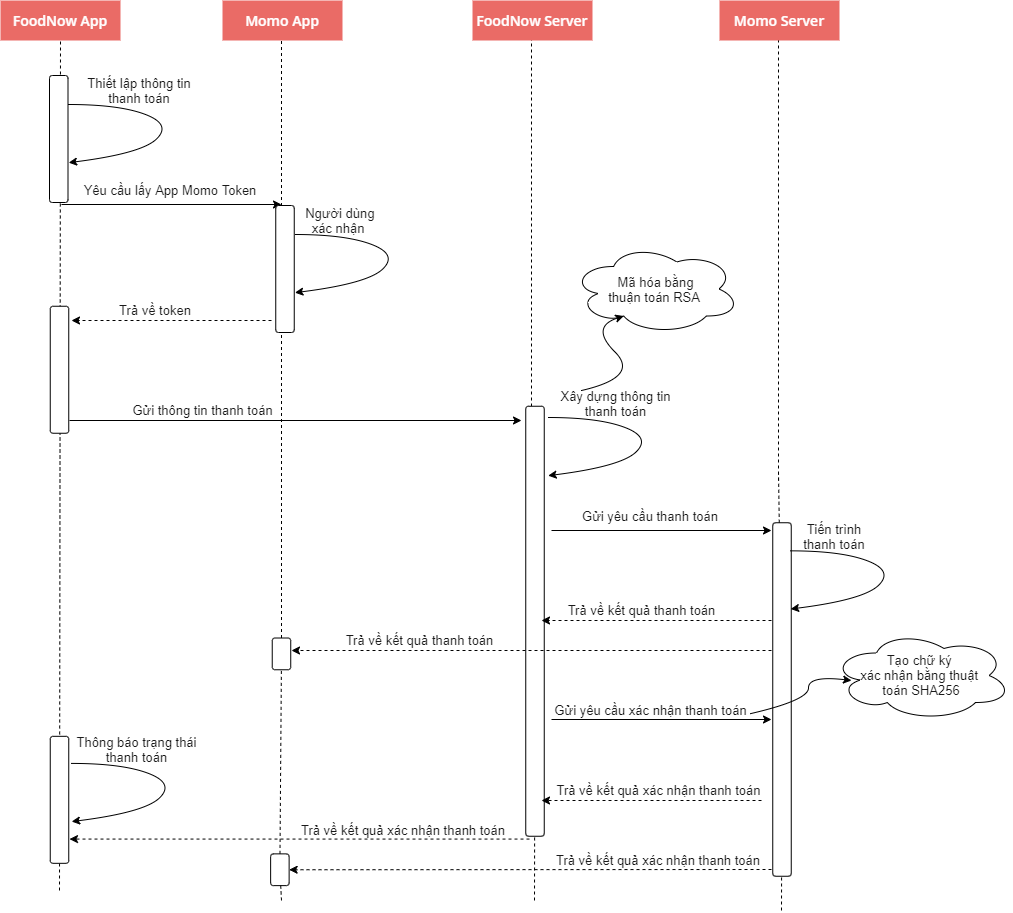 FoodNow App
Momo App
FoodNow Server
Momo Server
Thiết lập thông tin
thanh toán
Yêu cầu lấy App Momo Token
Người dùng
xác nhận
Mã hóa bằng
thuận toán RSA
Trả về token
Xây dựng thông tin
thanh toán
Gửi thông tin thanh toán
Gửi yêu cầu thanh toán
Tiến trình
thanh toán
Trả về kết quả thanh toán
Trả về kết quả thanh toán
Tạo chữ ký
xác nhận bằng thuật
toán SHA256
Gửi yêu cầu xác nhận thanh toán
Thông báo trạng thái
thanh toán
Trả về kết quả xác nhận thanh toán
Trả về kết quả xác nhận thanh toán
Trả về kết quả xác nhận thanh toán